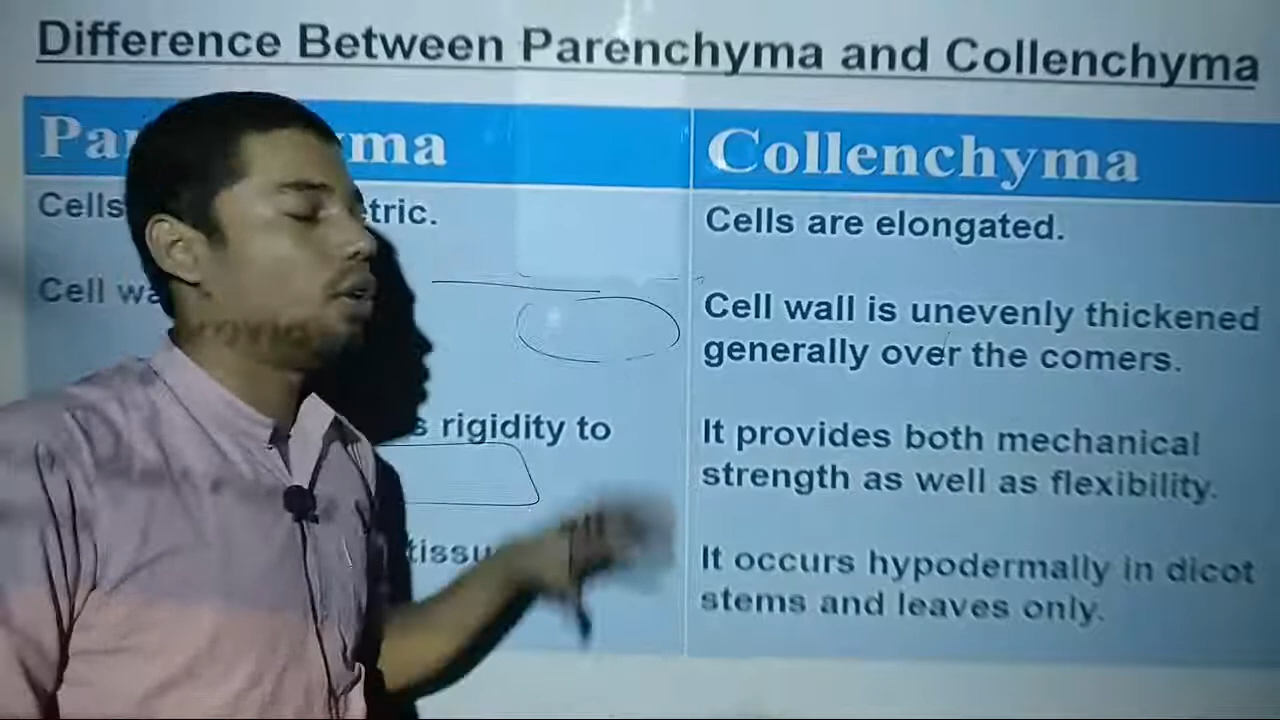 Difference Between Parenchyma and Collenchyma
Collenchyma
Cells
Cells are elongated.
Cell
Cell wall is unevenly thickened
generally over the comers.
rigidity to
It provides both mechanical
strength as well as flexibility.
It occurs hypodermally in dicot
stems and leaves only.